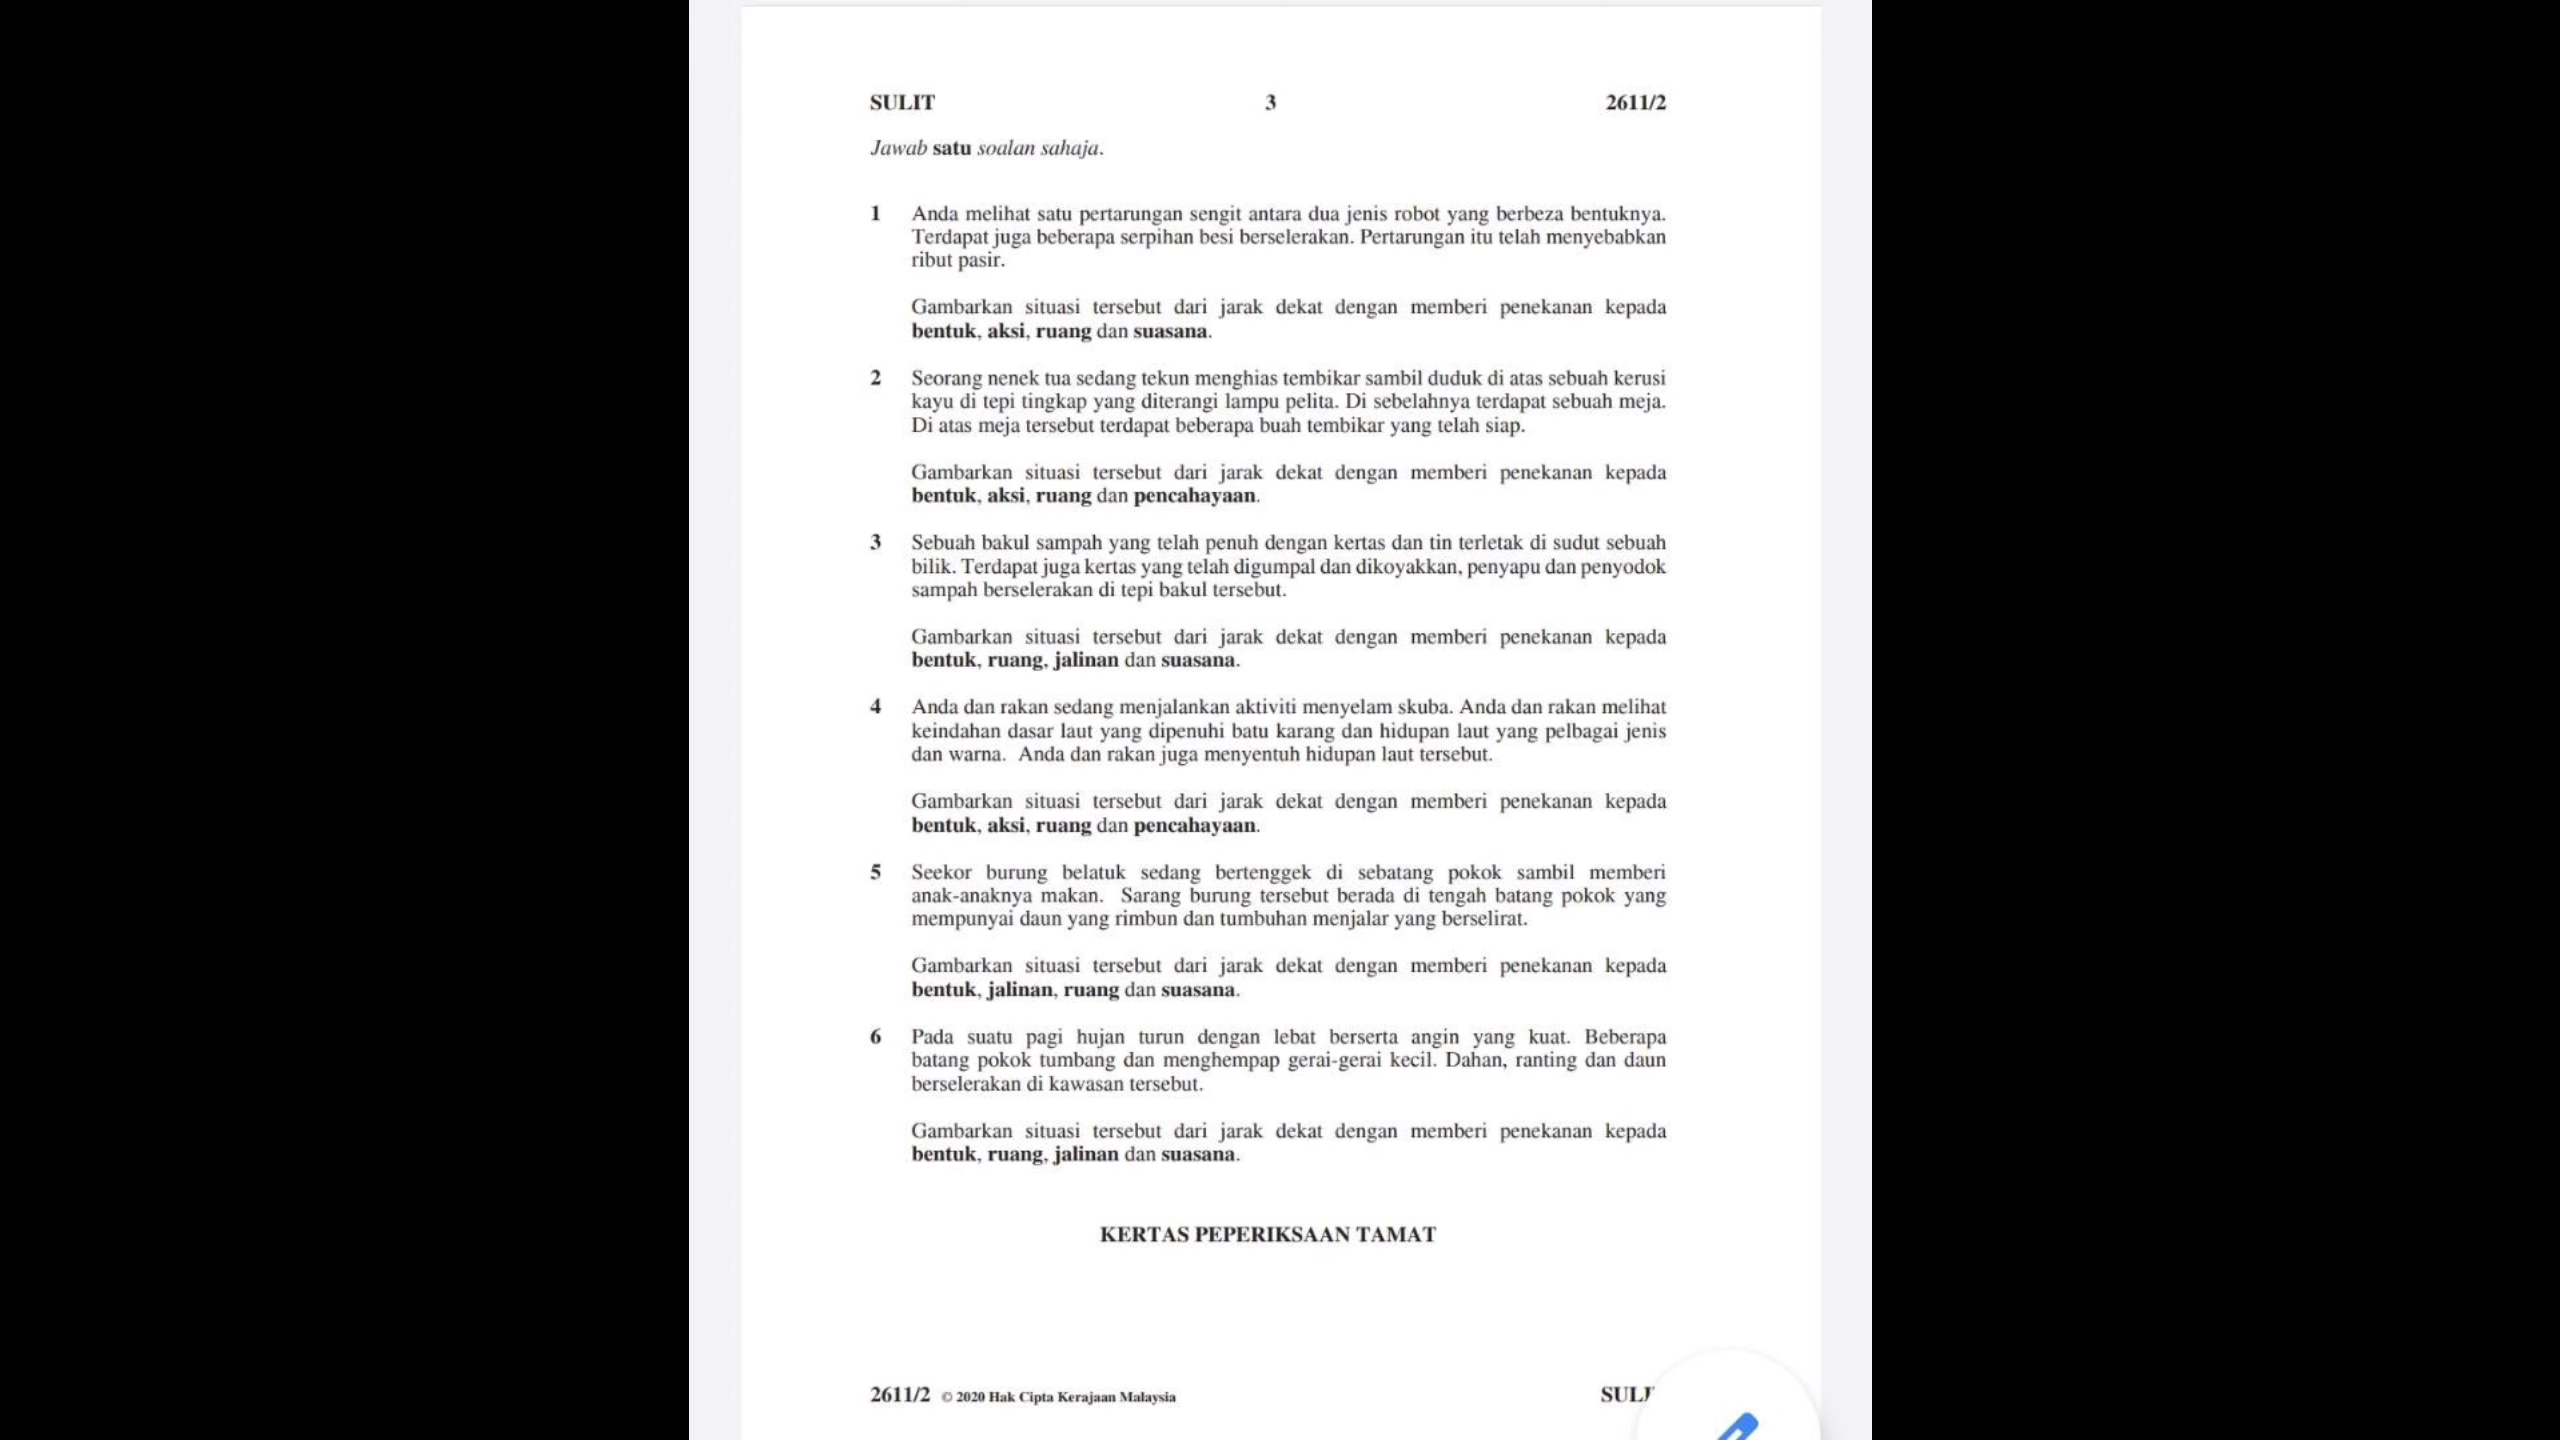 SULIT 3 2611/2
Jawab satu soalan sahaja.
1 Anda melihat satu pertarungan sengit antara dua jenis robot yang berbeza bentuknya.
Terdapat juga beberapa serpihan besi berselerakan. Pertarungan itu telah menyebabkan
ribut pasir.
Gambarkan situasi tersebut dari jarak dekat dengan memberi penekanan kepada
bentuk, aksi, ruang dan suasana.
2 Seorang nenek tua sedang tekun menghias tembikar sambil duduk di atas sebuah kerusi
kayu di tepi tingkap yang diterangi lampu pelita. Di sebelahnya terdapat sebuah meja.
Di atas meja tersebut terdapat beberapa buah tembikar yang telah siap.
Gambarkan situasi tersebut dari jarak dekat dengan memberi penekanan kepada
bentuk, aksi, ruang dan pencahayaan.
3 Sebuah bakul sampah yang telah penuh dengan kertas dan tin terletak di sudut sebuah
bilik. Terdapat juga kertas yang telah digumpal dan dikoyakkan, penyapu dan penyodok
sampah berselerakan di tepi bakul tersebut.
Gambarkan situasi tersebut dari jarak dekat dengan memberi penekanan kepada
bentuk, ruang, jalinan dan suasana.
4 Anda dan rakan sedang menjalankan aktiviti menyelam skuba. Anda dan rakan melihat
keindahan dasar laut yang dipenuhi batu karang dan hidupan laut yang pelbagai jenis
dan warna. Anda dan rakan juga menyentuh hidupan laut tersebut.
Gambarkan situasi tersebut dari jarak dekat dengan memberi penekanan kepada
bentuk, aksi, ruang dan pencahayaan.
5 Seekor burung belatuk sedang bertenggek di sebatang pokok sambil memberi
anak-anaknya makan. Sarang burung tersebut berada di tengah batang pokok yang
mempunyai daun yang rimbun dan tumbuhan menjalar yang berselirat.
Gambarkan situasi tersebut dari jarak dekat dengan memberi penekanan kepada
bentuk, jalinan, ruang dan suasana.
6 Pada suatu pagi hujan turun dengan lebat berserta angin yang kuat. Beberapa
batang pokok tumbang dan menghempap gerai-gerai kecil. Dahan, ranting dan daun
berselerakan di kawasan tersebut.
Gambarkan situasi tersebut dari jarak dekat dengan memberi penekanan kepada
bentuk, ruang, jalinan dan suasana.
KERTAS PEPERIKSAAN TAMAT
2611/2 © 2020 Hak Cipta Kerajaan Malaysia